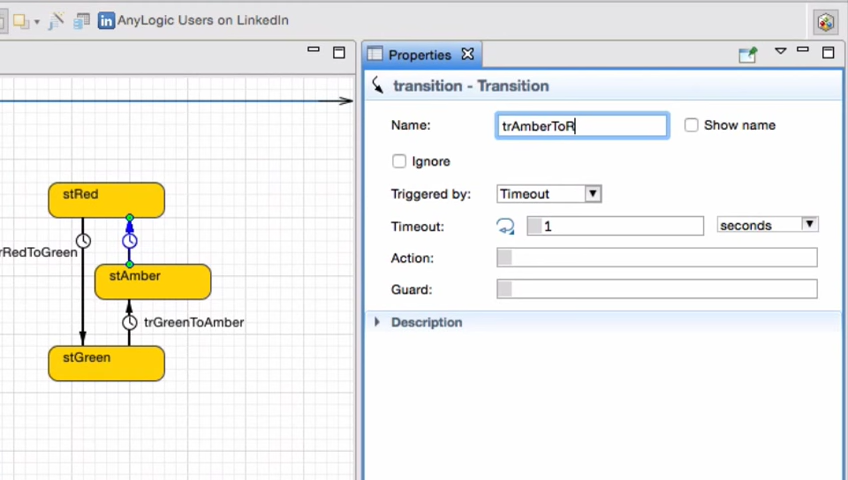 AnyLogic Users on LinkedIn
Properties
transition - Transition
Name:
trAmberToR
Show name
Ignore
Triggered by:
Timeout
Timeout:
1
seconds
Action:
Guard:
Description
stRed
rRedToGreen
stAmber
trGreenToAmber
stGreen